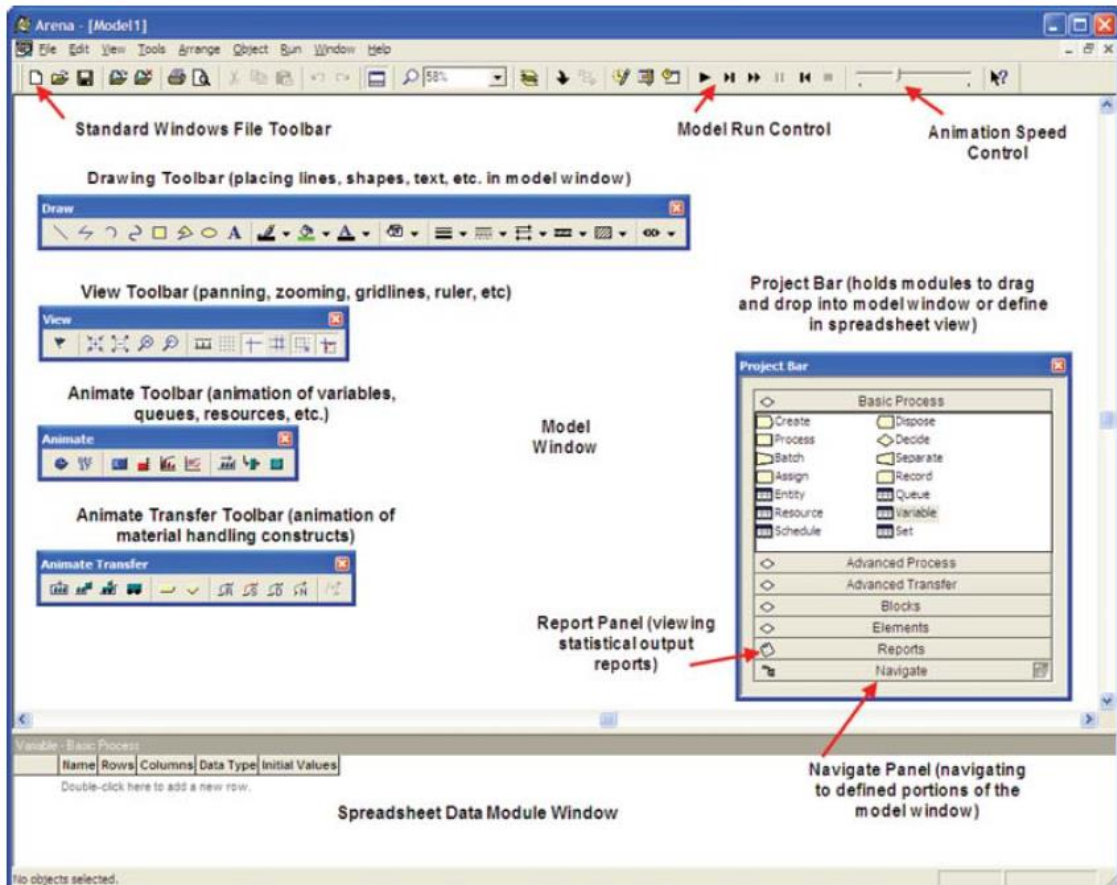 Arena - [Model1]
File Edit View Tools Arrange Object Run Window Help
58%
Standard Windows File Toolbar
Model Run Control
Animation Speed
Control
Drawing Toolbar (placing lines, shapes, text, etc. in model window)
Draw
A
A
View Toolbar (panning, zooming, gridlines, ruler, etc)
View
Animate Toolbar (animation of variables,
queues, resources, etc.)
Animate
Animate Transfer Toolbar (animation of
material handling constructs)
Animate Transfer
Model
Window
Project Bar (holds modules to drag
and drop into model window or define
in spreadsheet view)
Project Bar
Basic Process
Create Dispose
Process Decide
Batch Separate
Assign Record
Entity Queue
Resource Variable
Schedule Set
Advanced Process
Advanced Transfer
Blocks
Elements
Reports
Navigate
Report Panel (viewing
statistical output
reports)
Navigate Panel (navigating
to defined portions of the
model window)
Variable - Basic Process
Name Rows Columns Data Type Initial Values
Double-click here to add a new row.
Spreadsheet Data Module Window
No objects selected.